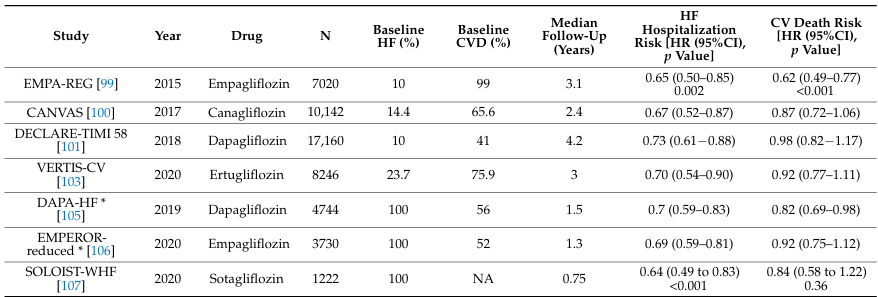 Study Year Drug N Baseline HF (%) Baseline CVD (%) Median Follow-Up (Years) HF Hospitalization Risk [HR (95%CI), p Value] CV Death Risk [HR (95%CI), p Value]
EMPA-REG [99] 2015 Empagliflozin 7020 10 99 3.1 0.65 (0.50–0.85) 0.002 0.62 (0.49–0.77) <0.001
CANVAS [100] 2017 Canagliflozin 10,142 14.4 65.6 2.4 0.67 (0.52–0.87) 0.87 (0.72–1.06)
DECLARE-TIMI 58 [101] 2018 Dapagliflozin 17,160 10 41 4.2 0.73 (0.61−0.88) 0.98 (0.82−1.17)
VERTIS-CV [103] 2020 Ertugliflozin 8246 23.7 75.9 3 0.70 (0.54–0.90) 0.92 (0.77–1.11)
DAPA-HF * [105] 2019 Dapagliflozin 4744 100 56 1.5 0.7 (0.59–0.83) 0.82 (0.69–0.98)
EMPEROR-reduced * [106] 2020 Empagliflozin 3730 100 52 1.3 0.69 (0.59–0.81) 0.92 (0.75–1.12)
SOLOIST-WHF [107] 2020 Sotagliflozin 1222 100 NA 0.75 0.64 (0.49 to 0.83) <0.001 0.84 (0.58 to 1.22) 0.36